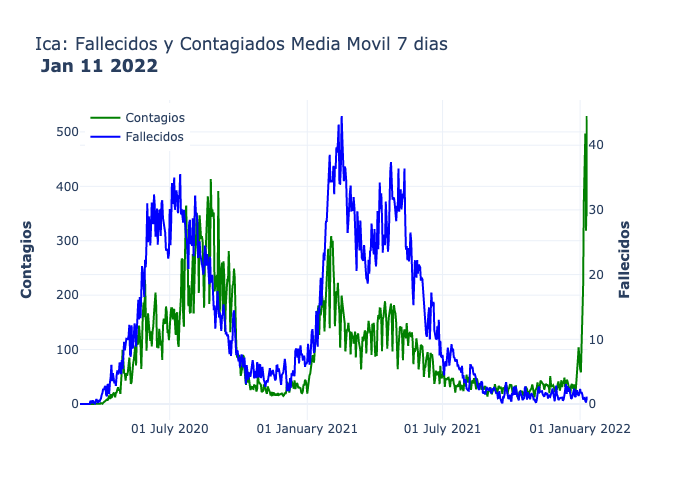 Ica: Fallecidos y Contagiados Media Movil 7 dias
Jan 11 2022
Contagios
Fallecidos
500
400
300
200
100
0
Contagios
40
30
20
10
0
Fallecidos
01 July 2020
01 January 2021
01 July 2021
01 January 2022